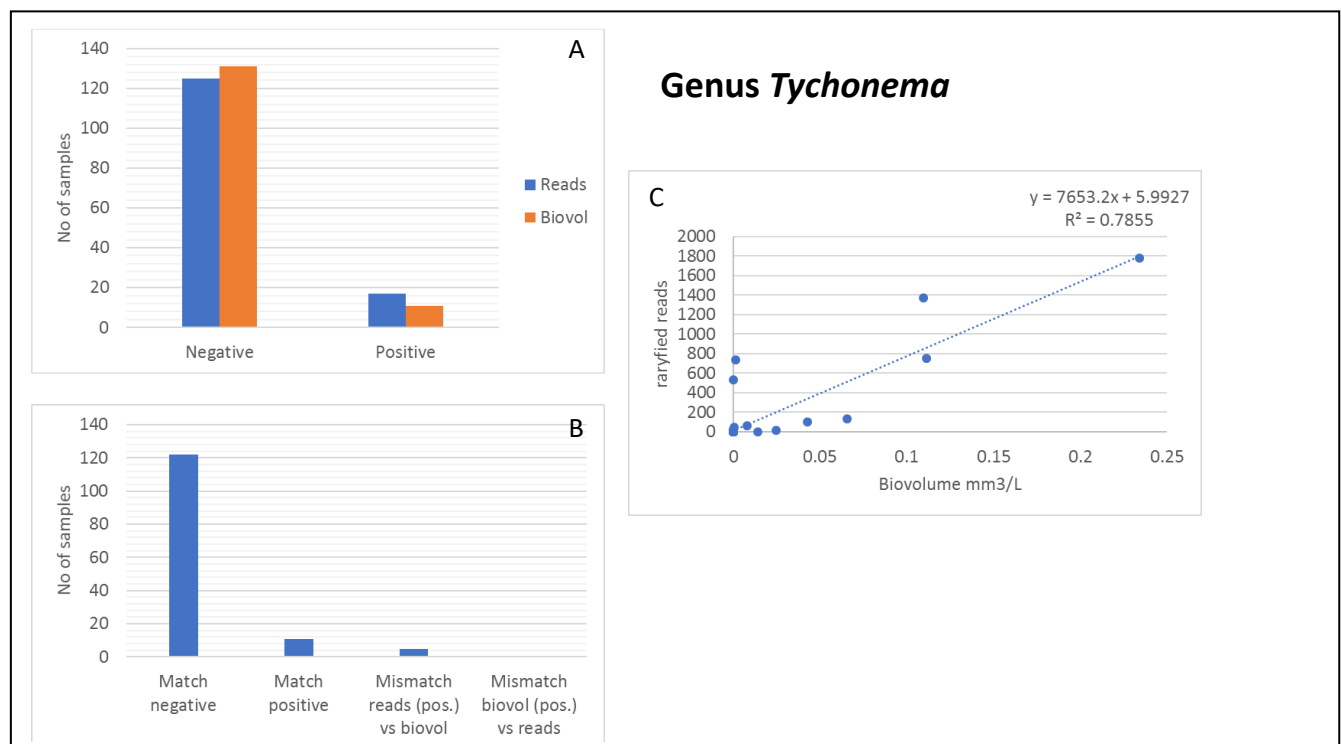 Genus Tychonema
A
140
120
100
80
60
40
20
0
No of samples
Negative
Positive
Reads
Biovol
B
140
120
100
80
60
40
20
0
No of samples
Match
negative
Match
positive
Mismatch
reads (pos.)
vs biovol
Mismatch
biovol (pos.)
vs reads
C
y = 7653.2x + 5.9927
R² = 0.7855
2000
1800
1600
1400
1200
1000
800
600
400
200
0
raryfied reads
0
0.05
0.1
0.15
0.2
0.25
Biovolume mm3/L